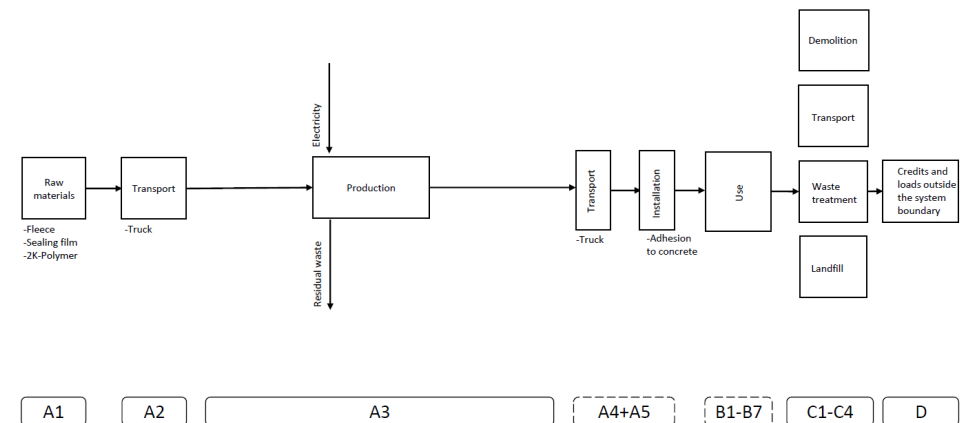 Demolition
Transport
Electricity
Raw
materials
Transport
Production
Transport
Installation
Use
Waste
treatment
Credits and
loads outside
the system
boundary
-Fleece
-Sealing film
-2K-Polymer
-Truck
-Truck
-Adhesion
to concrete
Residual waste
Landfill
A1
A2
A3
A4+A5
B1-B7
C1-C4
D